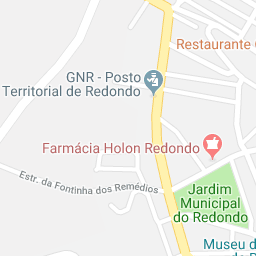 Restaurante
GNR - Posto
Territorial de Redondo
Farmácia Holon Redondo
Estr. da Fontinha dos Remédios
Jardim
Municipal
do Redondo
Museu d